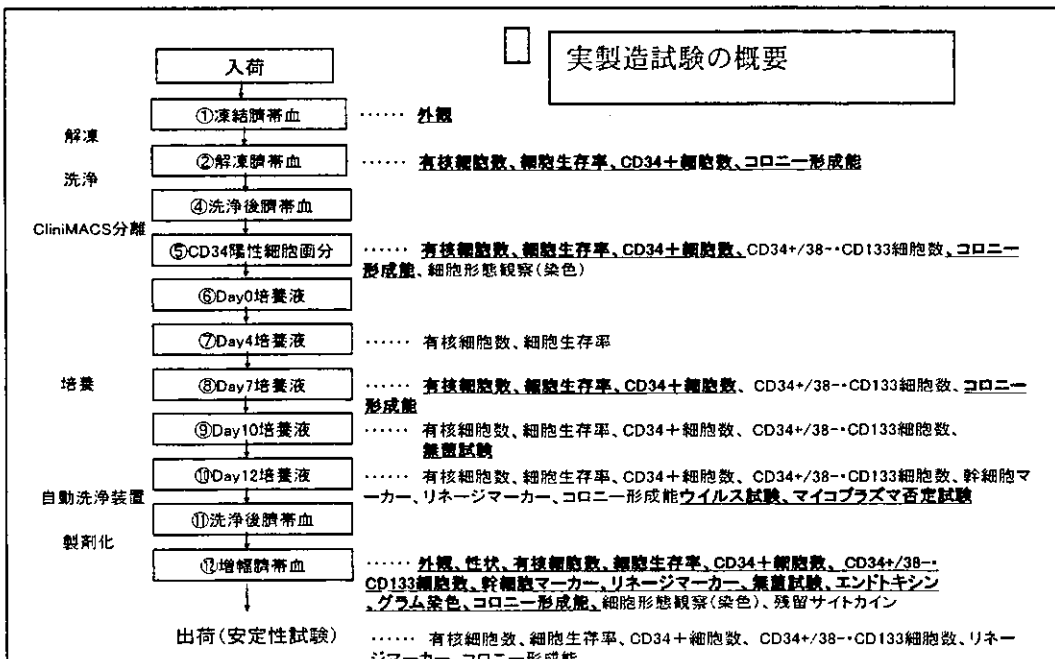 実製造試験の概要
入荷
①凍結臍帯血 …… 外観
解凍
②解凍臍帯血 …… 有核細胞数、細胞生存率、CD34+細胞数、コロニー形成能
洗浄
④洗浄後臍帯血
CliniMACS分離
⑤CD34陽性細胞画分 …… 有核細胞数、細胞生存率、CD34+細胞数、CD34+/38-・CD133細胞数、コロニー
形成能、細胞形態観察(染色)
⑥Day0培養液
⑦Day4培養液 …… 有核細胞数、細胞生存率
培養
⑧Day7培養液 …… 有核細胞数、細胞生存率、CD34+細胞数、CD34+/38-・CD133細胞数、コロニー
形成能
⑨Day10培養液 …… 有核細胞数、細胞生存率、CD34+細胞数、CD34+/38-・CD133細胞数、
無菌試験
⑩Day12培養液 …… 有核細胞数、細胞生存率、CD34+細胞数、CD34+/38-・CD133細胞数、幹細胞マ
ーカー、リネージマーカー、コロニー形成能ウイルス試験、マイコプラズマ否定試験
自動洗浄装置
⑪洗浄後臍帯血
製剤化
⑫増幅臍帯血 …… 外観、性状、有核細胞数、細胞生存率、CD34+細胞数、CD34+/38-・
CD133細胞数、幹細胞マーカー、リネージマーカー、無菌試験、エンドトキシン
、グラム染色、コロニー形成能、細胞形態観察(染色)、残留サイトカイン
出荷(安定性試験) …… 有核細胞数、細胞生存率、CD34+細胞数、CD34+/38-・CD133細胞数、リネー
ジマーカー、コロニー形成能